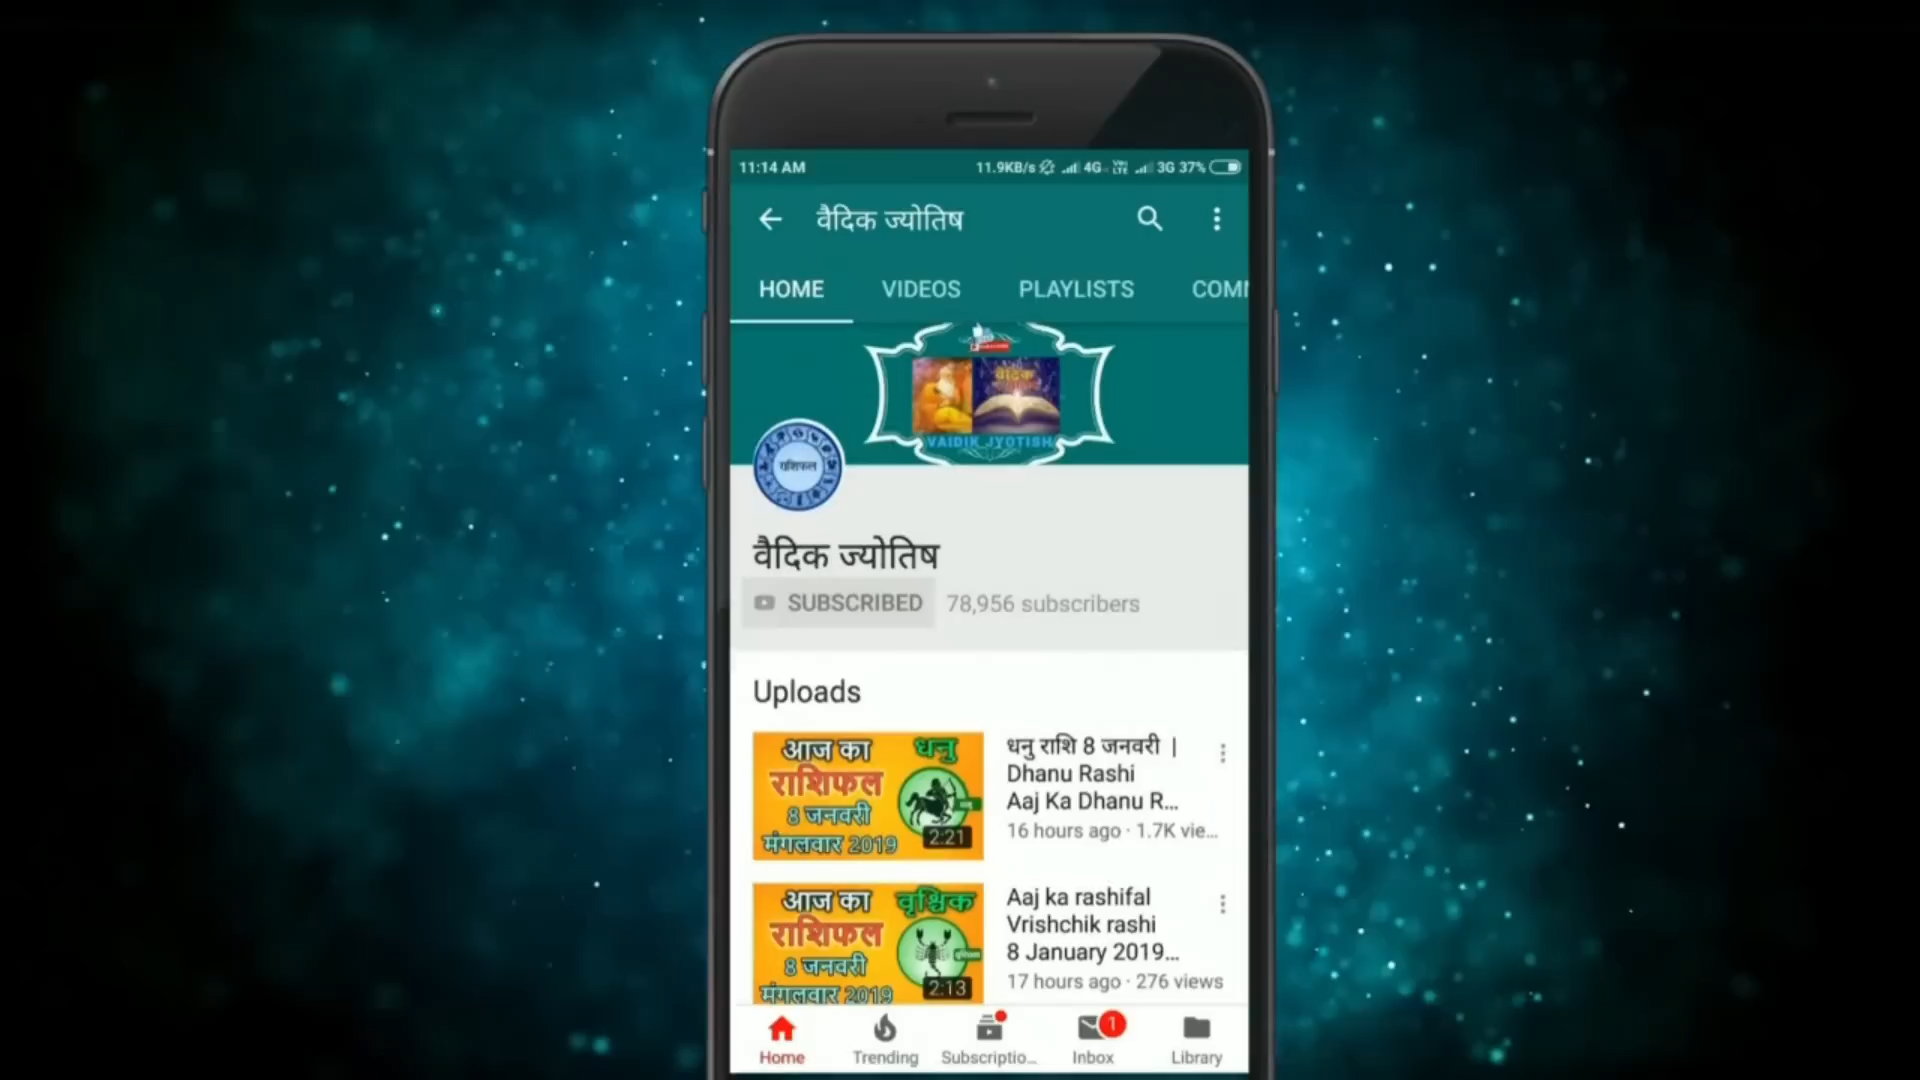 11:14 AM
11.9KB/s 4G 3G 37%
वैदिक ज्योतिष
HOME VIDEOS PLAYLISTS COMM
वैदिक
VAIDIK JYOTISH
राशिफल
वैदिक ज्योतिष
SUBSCRIBED 78,956 subscribers
Uploads
आज का धनु
राशिफल
8 जनवरी
मंगलवार 2019
2:21
धनु राशि 8 जनवरी |
Dhanu Rashi
Aaj Ka Dhanu R...
16 hours ago · 1.7K vie...
आज का वृश्चिक
राशिफल
8 जनवरी
मंगलवार 2019
2:13
Aaj ka rashifal
Vrishchik rashi
8 January 2019...
17 hours ago · 276 views
1
Home Trending Subscriptio... Inbox Library